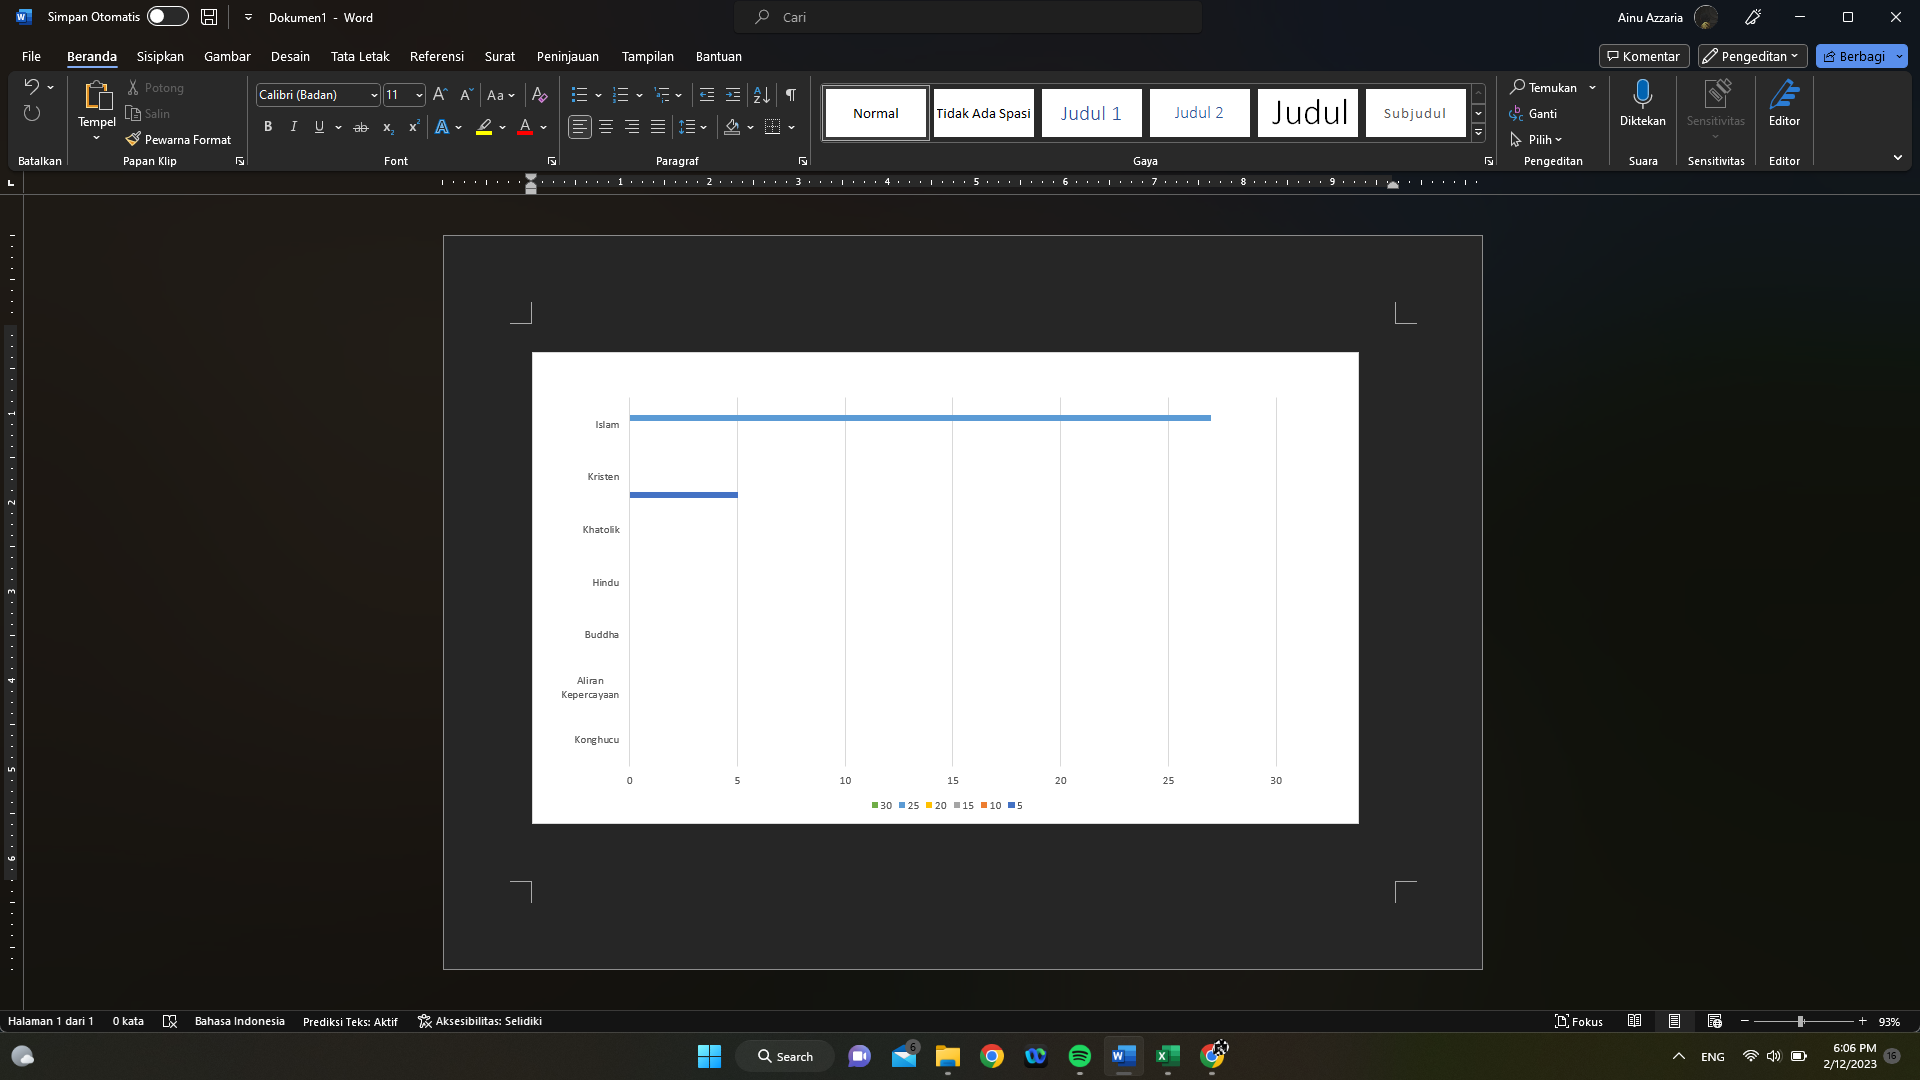 Simpan Otomatis
Dokumen1 - Word
Cari
Ainu Azzaria
File Beranda Sisipkan Gambar Desain Tata Letak Referensi Surat Peninjauan Tampilan Bantuan
Komentar Pengeditan Berbagi
Tempel
Potong
Salin
Pewarna Format
Calibri (Badan) 11
Normal
Tidak Ada Spasi
Judul 1
Judul 2
Judul
Subjudul
Temukan
Ganti
Pilih
Diktekan
Sensitivitas
Editor
Batalkan Papan Klip Font Paragraf Gaya Pengeditan Suara Sensitivitas Editor
1 2 3 4 5 6 7 8 9
1
2
3
4
5
6
Islam
Kristen
Khatolik
Hindu
Buddha
Aliran
Kepercayaan
Konghucu
0 5 10 15 20 25 30
30 25 20 15 10 5
Halaman 1 dari 1 0 kata Bahasa Indonesia Prediksi Teks: Aktif Aksesibilitas: Selidiki
Fokus
93%
Search
6
ENG
6:06 PM
2/12/2023
16